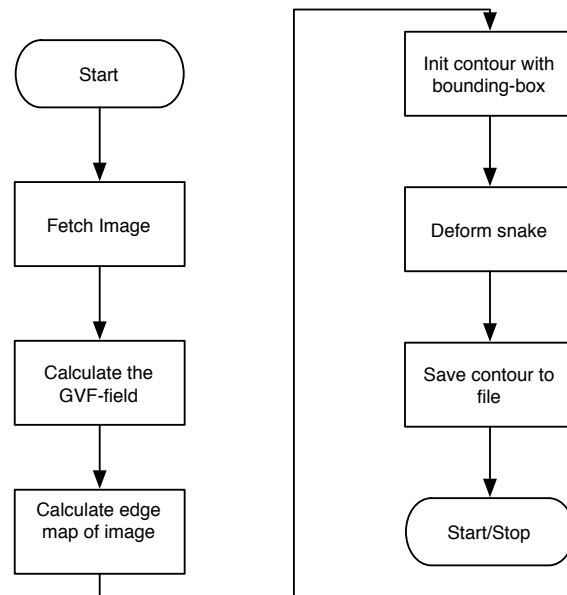 Start
Fetch Image
Calculate the
GVF-field
Calculate edge
map of image
Init contour with
bounding-box
Deform snake
Save contour to
file
Start/Stop